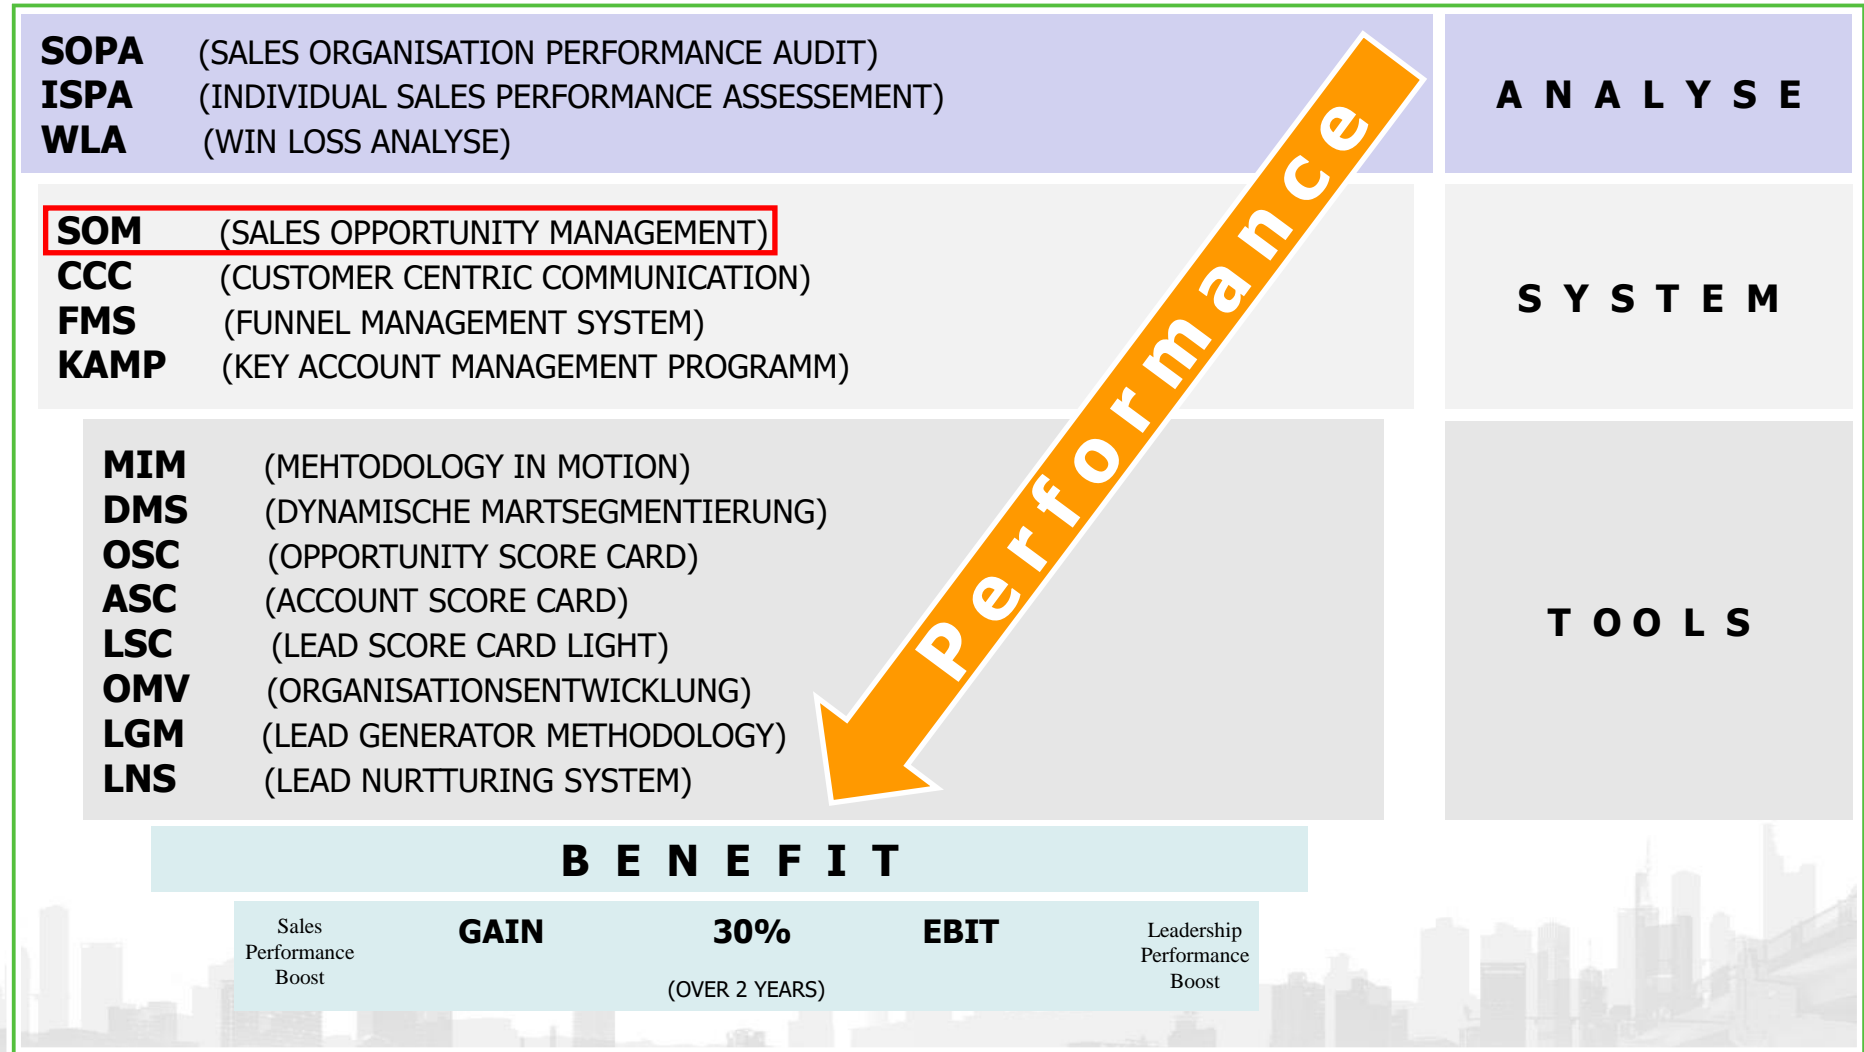 SOPA (SALES ORGANISATION PERFORMANCE AUDIT)
ISPA (INDIVIDUAL SALES PERFORMANCE ASSESSEMENT)
WLA (WIN LOSS ANALYSE)
ANALYSE
SOM (SALES OPPORTUNITY MANAGEMENT)
CCC (CUSTOMER CENTRIC COMMUNICATION)
FMS (FUNNEL MANAGEMENT SYSTEM)
KAMP (KEY ACCOUNT MANAGEMENT PROGRAMM)
SYSTEM
MIM (MEHTODOLOGY IN MOTION)
DMS (DYNAMISCHE MARTSEGMENTIERUNG)
OSC (OPPORTUNITY SCORE CARD)
ASC (ACCOUNT SCORE CARD)
LSC (LEAD SCORE CARD LIGHT)
OMV (ORGANISATIONSENTWICKLUNG)
LGM (LEAD GENERATOR METHODOLOGY)
LNS (LEAD NURTTURING SYSTEM)
TOOLS
Performance
BENEFIT
Sales
Performance
Boost
GAIN 30% EBIT
(OVER 2 YEARS)
Leadership
Performance
Boost